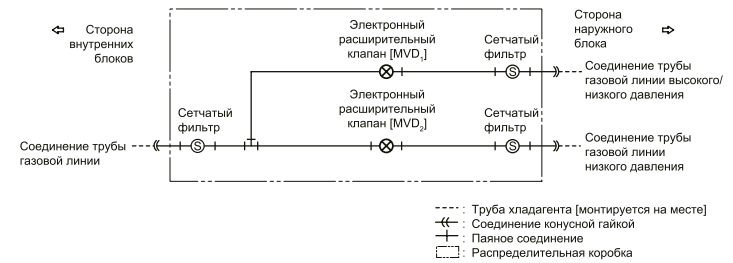 ⇦ Сторона
внутренних
блоков
Сторона
наружного
блока ⇨
Электронный
расширительный
клапан [MVD₁]
Сетчатый
фильтр
S
Соединение трубы
газовой линии высокого/
низкого давления
Сетчатый
фильтр
Электронный
расширительный
клапан [MVD₂]
Сетчатый
фильтр
Соединение трубы
газовой линии
S
S
Соединение трубы
газовой линии
низкого давления
: Труба хладагента [монтируется на месте]
: Соединение конусной гайкой
: Паяное соединение
: Распределительная коробка